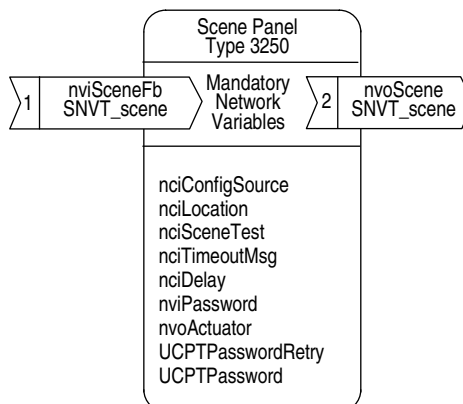 Scene Panel
Type 3250
1
nviSceneFb
SNVT_scene
Mandatory
Network
Variables
2
nvoScene
SNVT_scene
nciConfigSource
nciLocation
nciSceneTest
nciTimeoutMsg
nciDelay
nviPassword
nvoActuator
UCPTPasswordRetry
UCPTPassword